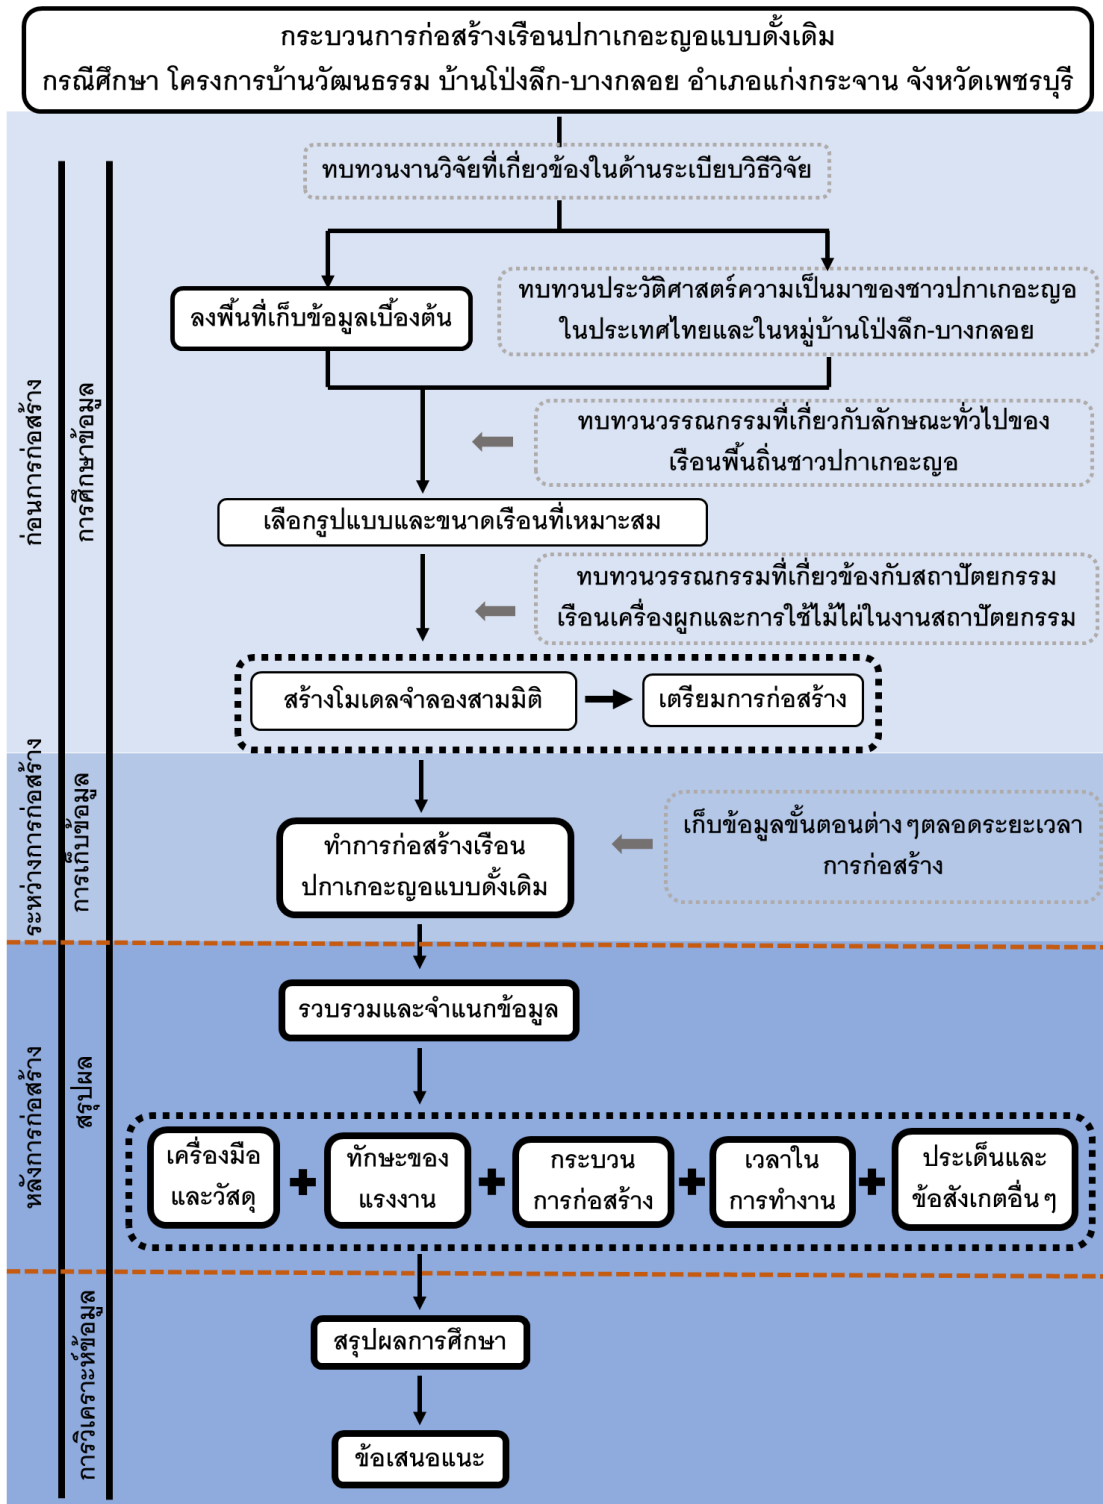 กระบวนการก่อสร้างเรือนปกาเกอะญอแบบดั้งเดิม
กรณีศึกษา โครงการบ้านวัฒนธรรม บ้านโป่งลึก-บางกลอย อำเภอแก่งกระจาน จังหวัดเพชรบุรี
ทบทวนงานวิจัยที่เกี่ยวข้องในด้านระเบียบวิธีวิจัย
ลงพื้นที่เก็บข้อมูลเบื้องต้น
ทบทวนประวัติศาสตร์ความเป็นมาของชาวปกาเกอะญอ
ในประเทศไทยและในหมู่บ้านโป่งลึก-บางกลอย
ก่อนการก่อสร้าง
การศึกษาข้อมูล
ทบทวนวรรณกรรมที่เกี่ยวกับลักษณะทั่วไปของ
เรือนพื้นถิ่นชาวปกาเกอะญอ
เลือกรูปแบบและขนาดเรือนที่เหมาะสม
ทบทวนวรรณกรรมที่เกี่ยวข้องกับสถาปัตยกรรม
เรือนเครื่องผูกและการใช้ไม้ไผ่ในงานสถาปัตยกรรม
สร้างโมเดลจำลองสามมิติ
เตรียมการก่อสร้าง
ระหว่างการก่อสร้าง
การเก็บข้อมูล
ทำการก่อสร้างเรือน
ปกาเกอะญอแบบดั้งเดิม
เก็บข้อมูลขั้นตอนต่าง ๆตลอดระยะเวลา
การก่อสร้าง
รวบรวมและจำแนกข้อมูล
หลังการก่อสร้าง
สรุปผล
เครื่องมือ
และวัสดุ
ทักษะของ
แรงงาน
กระบวน
การก่อสร้าง
เวลาใน
การทำงาน
ประเด็นและ
ข้อสังเกตอื่น ๆ
การวิเคราะห์ข้อมูล
สรุปผลการศึกษา
ข้อเสนอแนะ